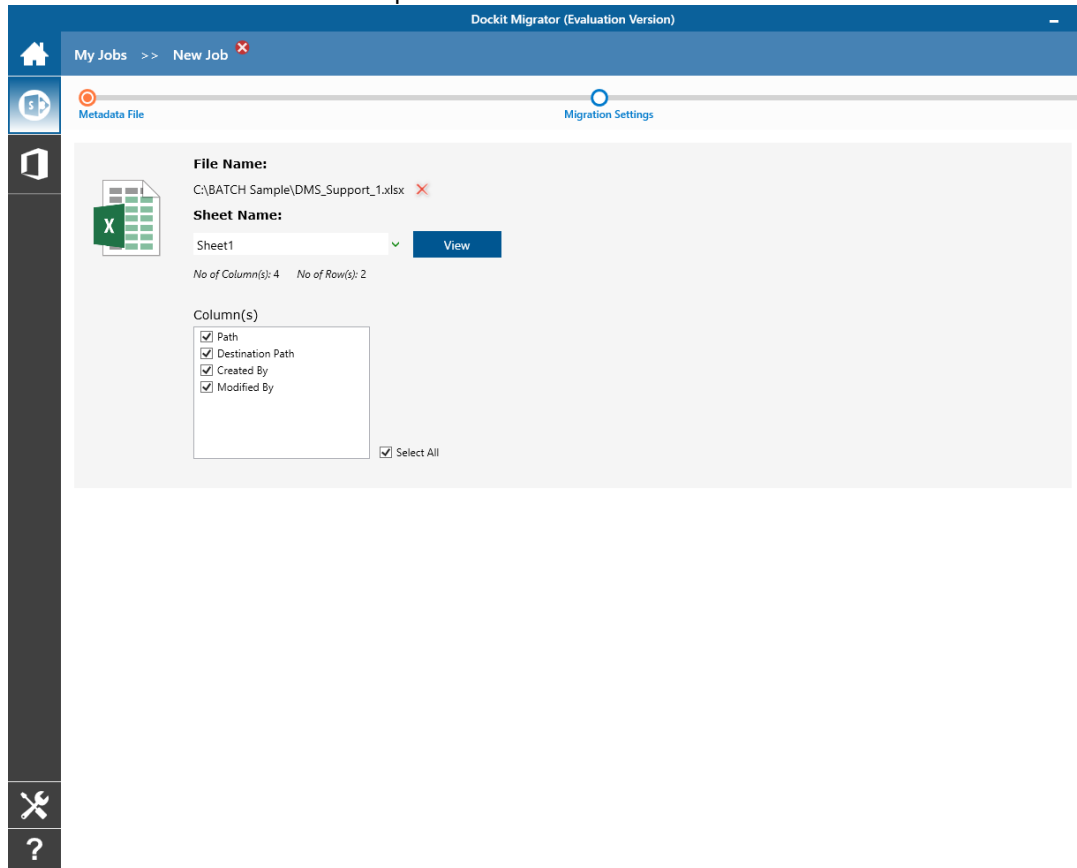 Dockit Migrator (Evaluation Version)
My Jobs >> New Job
Metadata File
Migration Settings
File Name:
C:\BATCH Sample\DMS_Support_1.xlsx
Sheet Name:
Sheet1
View
No of Column(s): 4 No of Row(s): 2
Column(s)
Path
Destination Path
Created By
Modified By
Select All